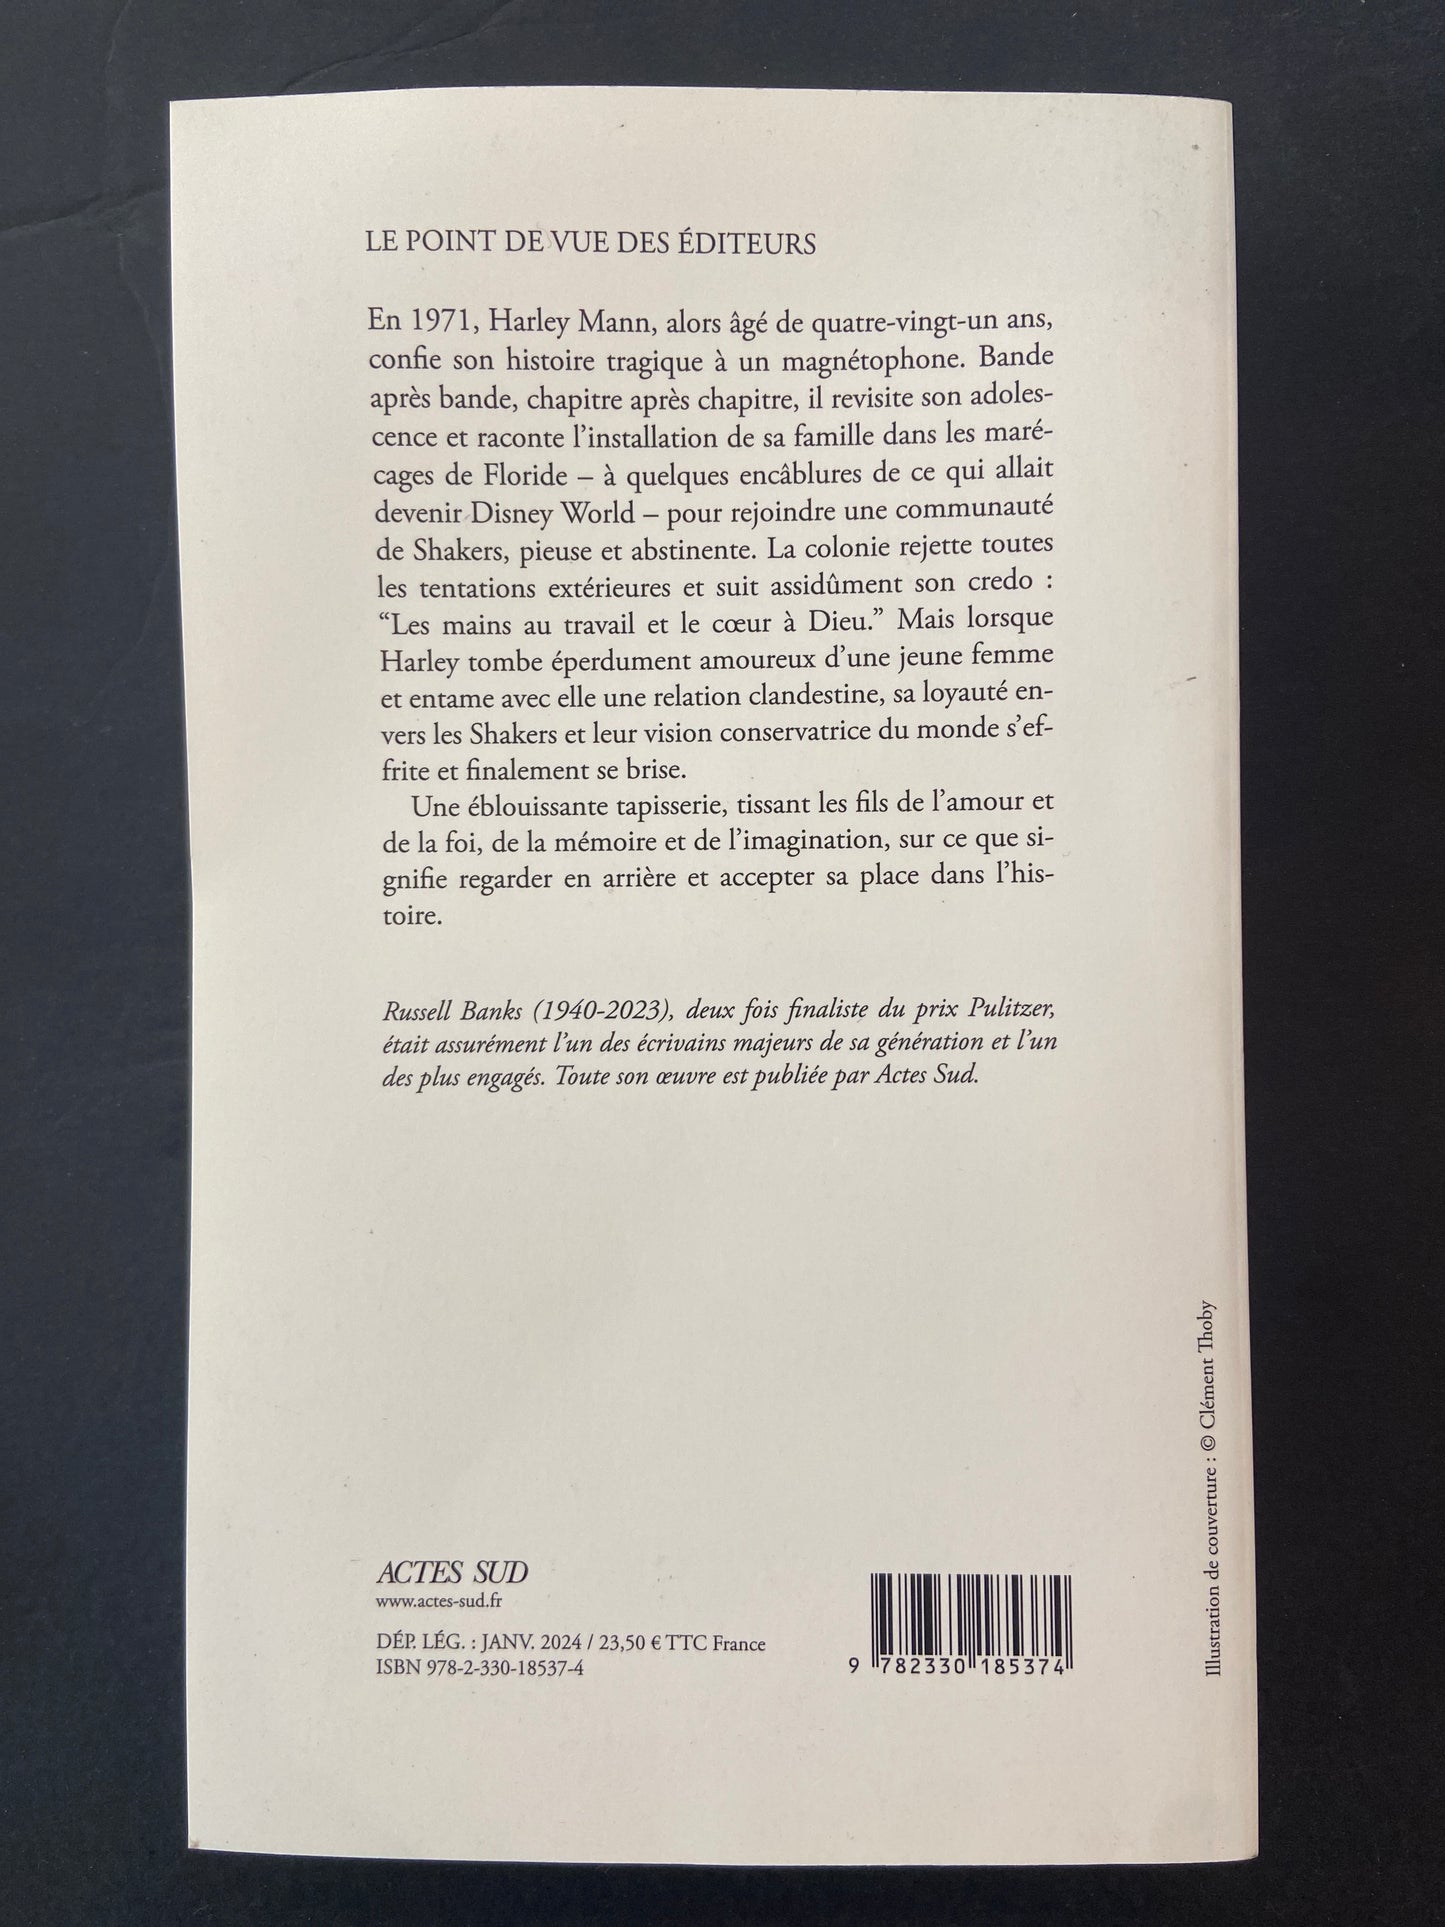 LE POINT DE VUE DES ÉDITEURS
En 1971, Harley Mann, alors âgé de quatre-vingt-un ans,
confie son histoire tragique à un magnétophone. Bande
après bande, chapitre après chapitre, il revisite son adoles-
cence et raconte l’installation de sa famille dans les maré-
cages de Floride – à quelques encâblures de ce qui allait
devenir Disney World – pour rejoindre une communauté
de Shakers, pieuse et abstinente. La colonie rejette toutes
les tentations extérieures et suit assidûment son credo :
“Les mains au travail et le cœur à Dieu.” Mais lorsque
Harley tombe éperdument amoureux d’une jeune femme
et entame avec elle une relation clandestine, sa loyauté en-
vers les Shakers et leur vision conservatrice du monde s’ef-
frite et finalement se brise.
Une éblouissante tapisserie, tissant les fils de l’amour et
de la foi, de la mémoire et de l’imagination, sur ce que si-
gnifie regarder en arrière et accepter sa place dans l’his-
toire.
Russell Banks (1940-2023), deux fois finaliste du prix Pulitzer,
était assurément l’un des écrivains majeurs de sa génération et l’un
des plus engagés. Toute son œuvre est publiée par Actes Sud.
ACTES SUD
www.actes-sud.fr
DÉP. LÉG. : JANV. 2024 / 23,50 € TTC France
ISBN 978-2-330-18537-4
9 782330 185374
Illustration de couverture : © Clément Thoby